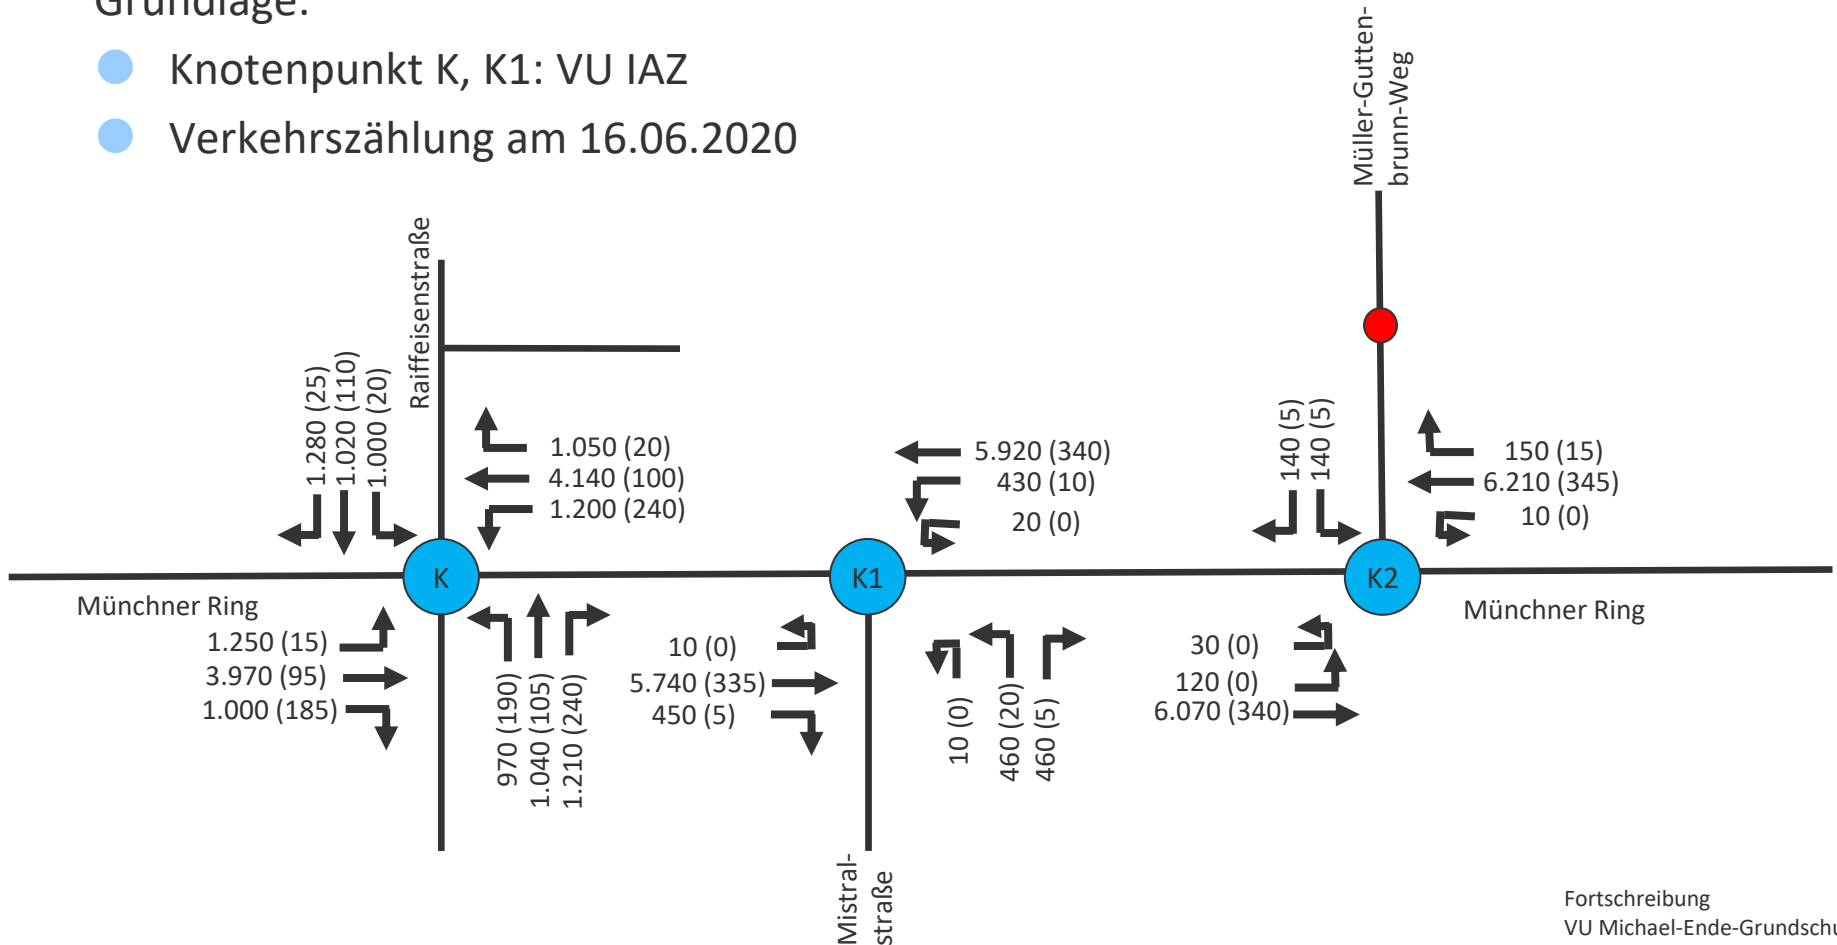 Grundlage:
Knotenpunkt K, K1: VU IAZ
Verkehrszählung am 16.06.2020
Müller-Gutten-
brunn-Weg
Raiffeisenstraße
1.280 (25)
1.020 (110)
1.000 (20)
1.050 (20)
4.140 (100)
1.200 (240)
5.920 (340)
430 (10)
20 (0)
140 (5)
140 (5)
150 (15)
6.210 (345)
10 (0)
K
K1
K2
Münchner Ring
Münchner Ring
1.250 (15)
3.970 (95)
1.000 (185)
970 (190)
1.040 (105)
1.210 (240)
10 (0)
5.740 (335)
450 (5)
10 (0)
460 (20)
460 (5)
30 (0)
120 (0)
6.070 (340)
Mistral-
straße
Fortschreibung
VU Michael-Ende-Grundschu